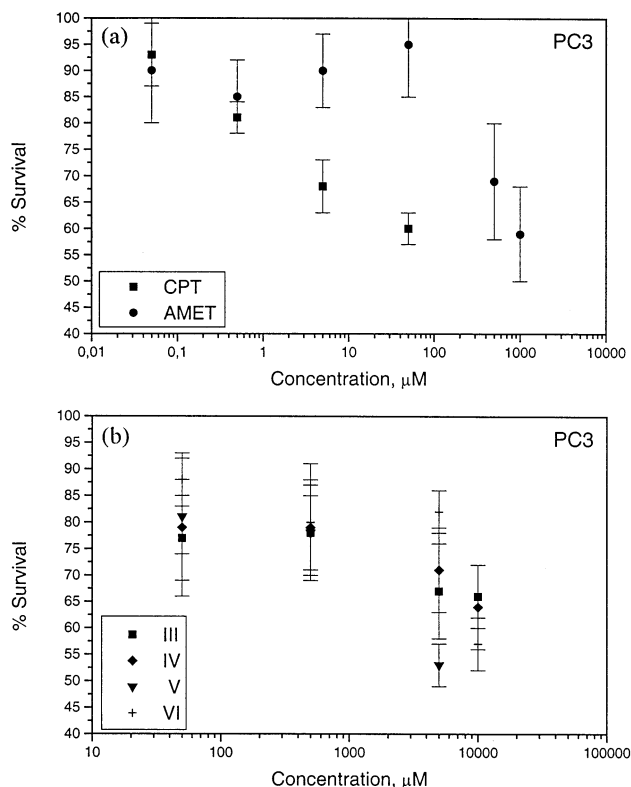 (a)
PC3
100
95
90
85
80
75
70
65
60
55
50
45
40
% Survival
CPT
AMET
0,01
0,1
1
10
100
1000
10000
Concentration, μM
(b)
PC3
100
95
90
85
80
75
70
65
60
55
50
45
40
% Survival
III
IV
V
VI
10
100
1000
10000
100000
Concentration, μM